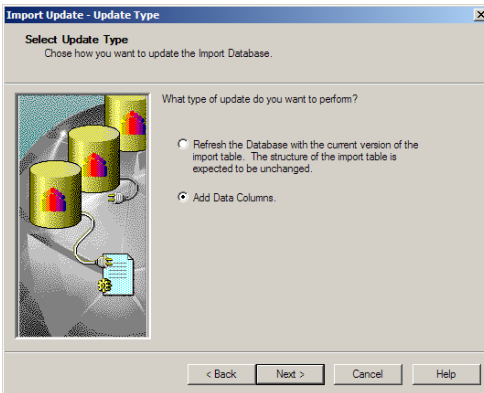 Import Update - Update Type
Select Update Type
Chose how you want to update the Import Database.
What type of update do you want to perform?
Refresh the Database with the current version of the
import table. The structure of the import table is
expected to be unchanged.
Add Data Columns.
< Back Next > Cancel Help